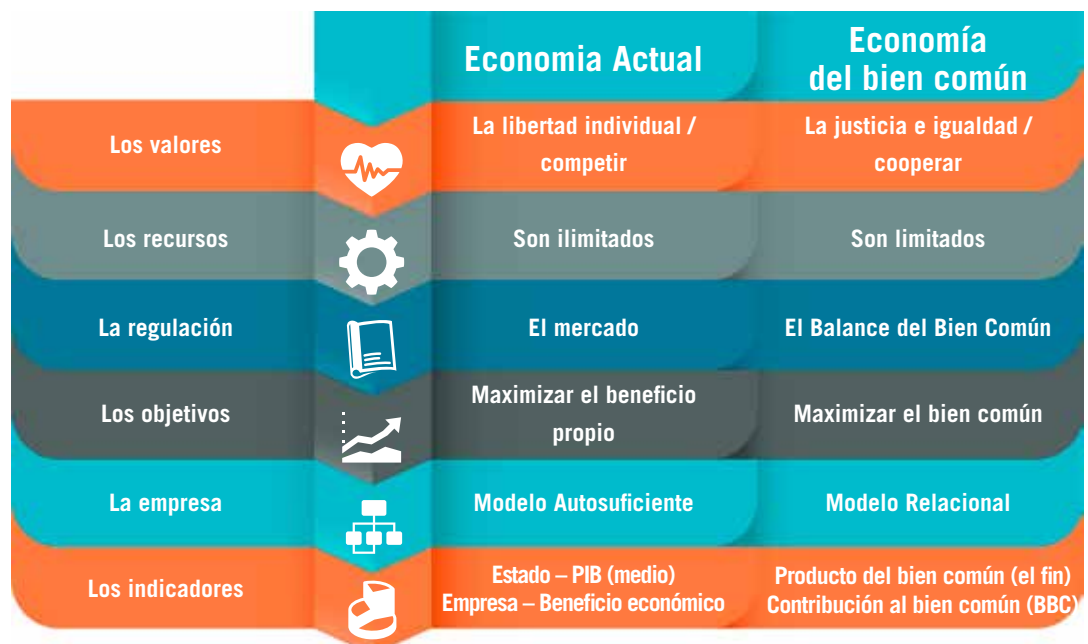 Economia Actual
Economía
del bien común
Los valores
La libertad individual /
competir
La justicia e igualdad /
cooperar
Los recursos
Son ilimitados
Son limitados
La regulación
El mercado
El Balance del Bien Común
Los objetivos
Maximizar el beneficio
propio
Maximizar el bien común
La empresa
Modelo Autosuficiente
Modelo Relacional
Los indicadores
Estado – PIB (medio)
Empresa – Beneficio económico
Producto del bien común (el fin)
Contribución al bien común (BBC)